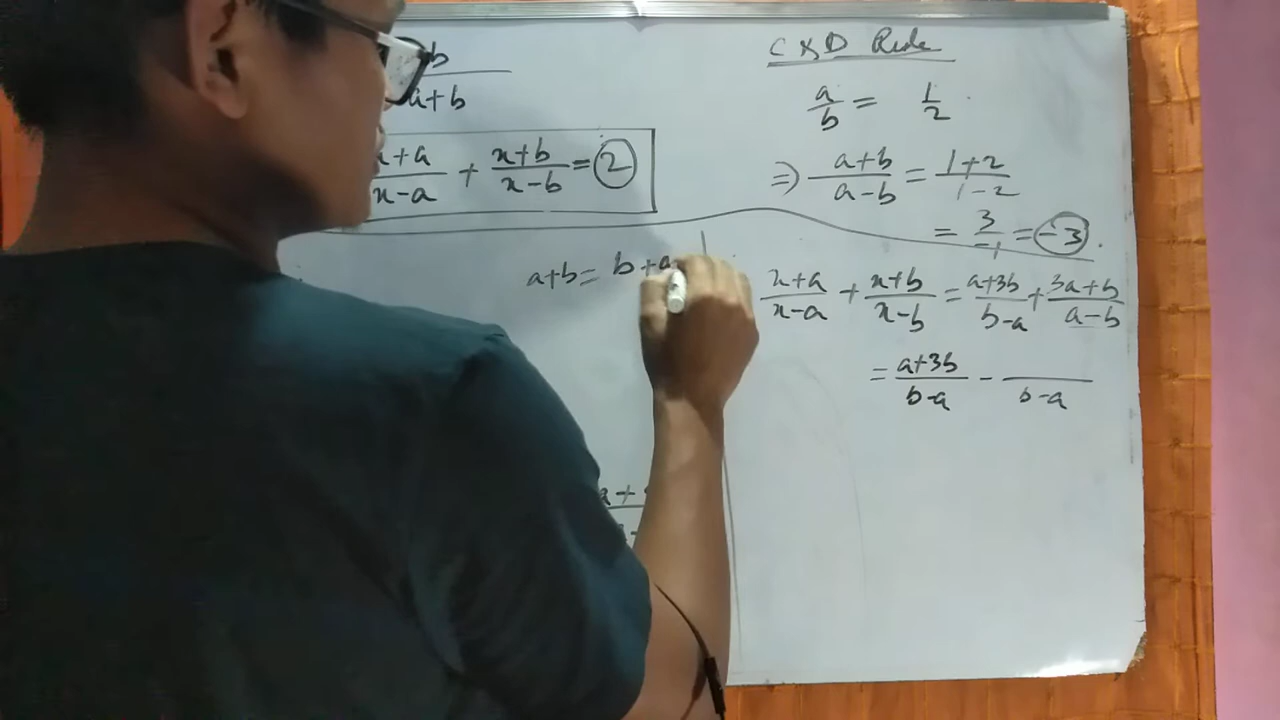 b
a+b
x+a/x-a + x+b/x-b = 2
C & D Rule
a/b = 1/2
⇒ a+b/a-b = 1+2/1-2
= 3/-1 = -3
a+b = b+a
x+a/x-a + x+b/x-b = a+3b/b-a + 3a+b/a-b
= a+3b/b-a - /b-a
a+